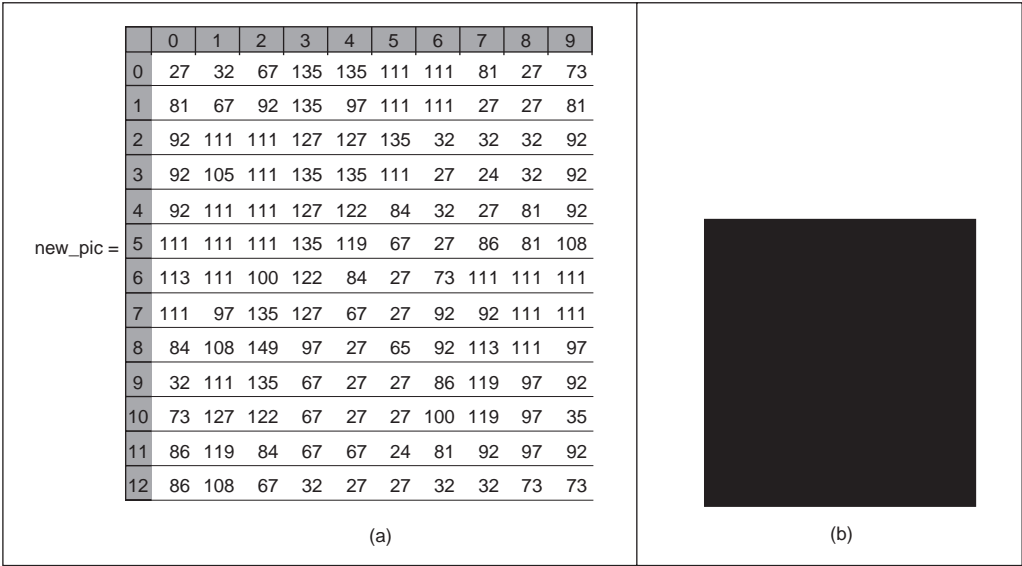 0 1 2 3 4 5 6 7 8 9
0 27 32 67 135 135 111 111 81 27 73
1 81 67 92 135 97 111 111 27 27 81
2 92 111 111 127 127 135 32 32 32 92
3 92 105 111 135 135 111 27 24 32 92
4 92 111 111 127 122 84 32 27 81 92
new_pic = 5 111 111 111 135 119 67 27 86 81 108
6 113 111 100 122 84 27 73 111 111 111
7 111 97 135 127 67 27 92 92 111 111
8 84 108 149 97 27 65 92 113 111 97
9 32 111 135 67 27 27 86 119 97 92
10 73 127 122 67 27 27 100 119 97 35
11 86 119 84 67 67 24 81 92 97 92
12 86 108 67 32 27 27 32 32 73 73
(a)
(b)